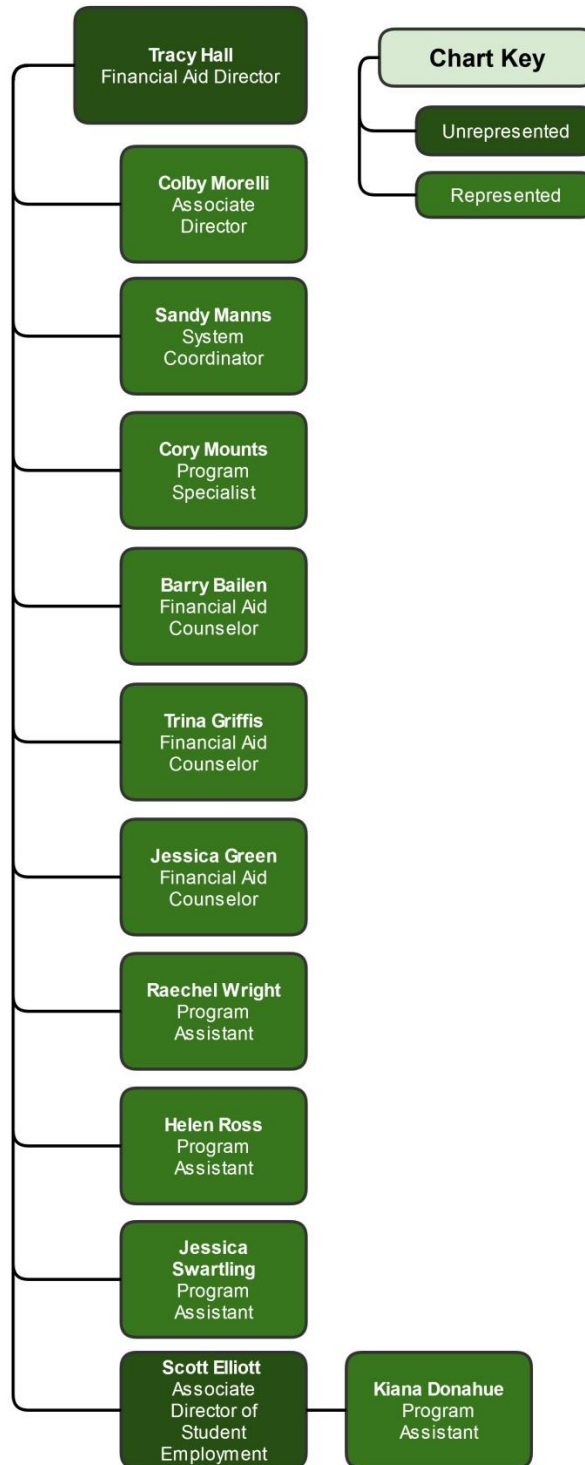 Tracy Hall
Financial Aid Director
Chart Key
Unrepresented
Represented
Colby Morelli
Associate
Director
Sandy Manns
System
Coordinator
Cory Mounts
Program
Specialist
Barry Bailen
Financial Aid
Counselor
Trina Griffis
Financial Aid
Counselor
Jessica Green
Financial Aid
Counselor
Raechel Wright
Program
Assistant
Helen Ross
Program
Assistant
Jessica
Swartling
Program
Assistant
Scott Elliott
Associate
Director of
Student
Employment
Kiana Donahue
Program
Assistant